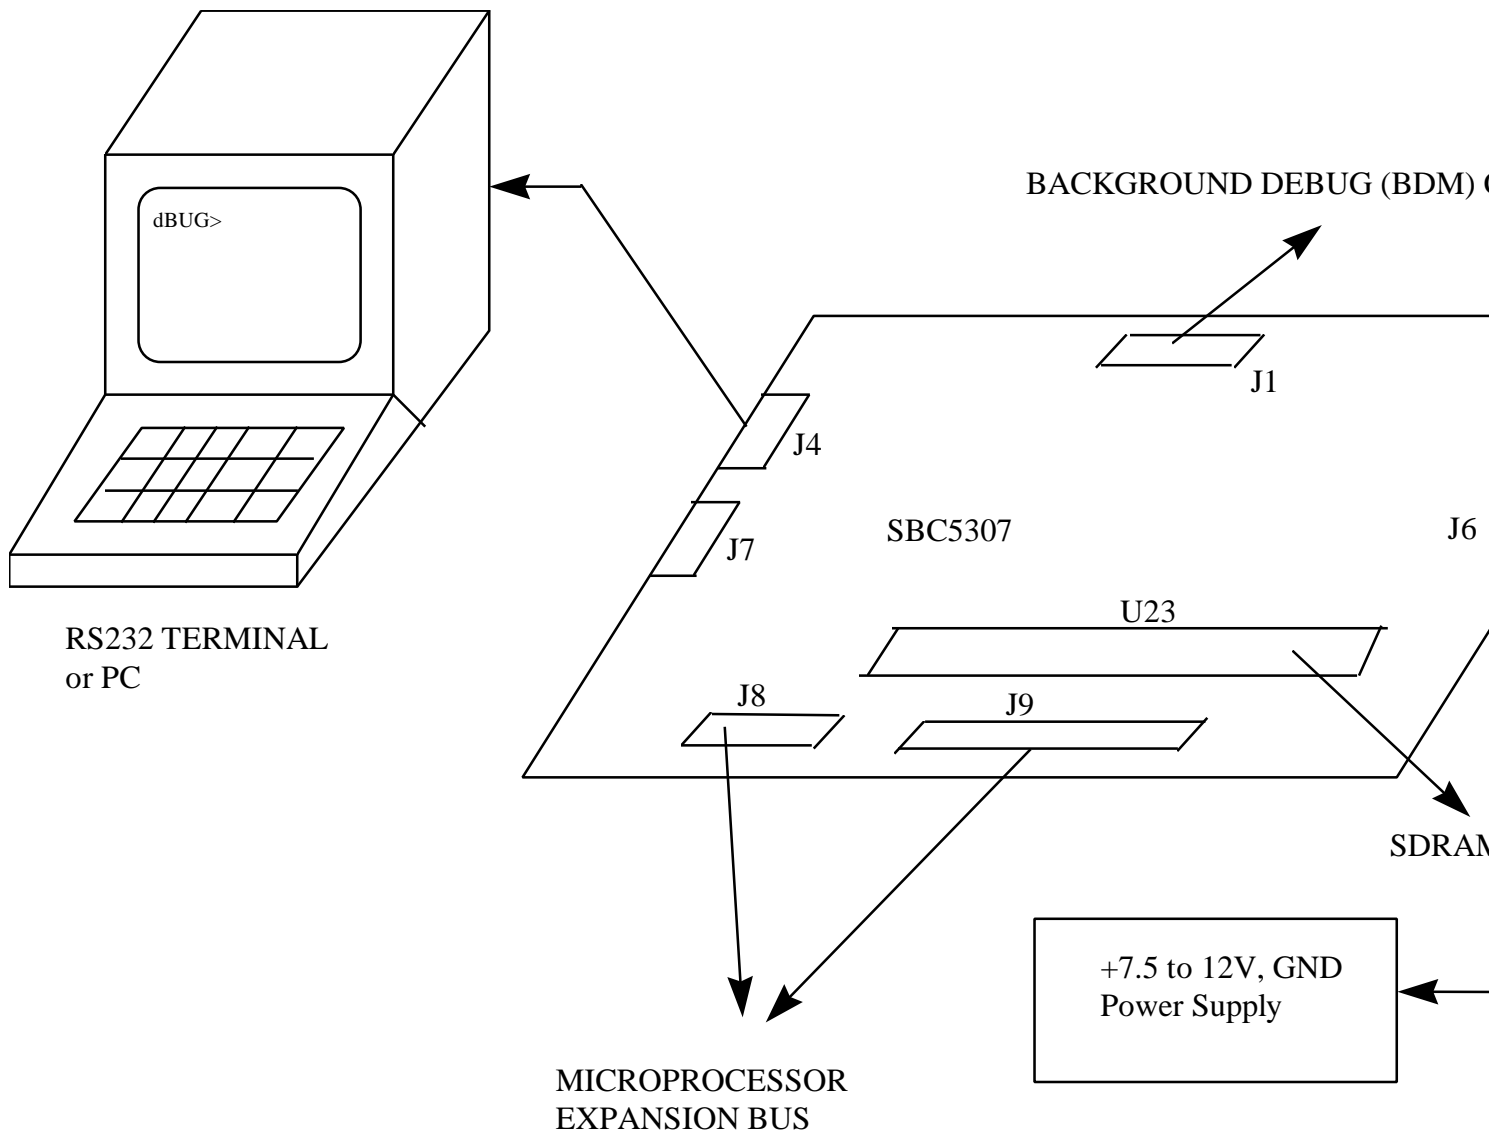 BACKGROUND DEBUG (BDM)
dBUG>
J1
J4
SBC5307
J6
J7
U23
RS232 TERMINAL
or PC
J8
J9
SDRAM
+7.5 to 12V, GND
Power Supply
MICROPROCESSOR
EXPANSION BUS